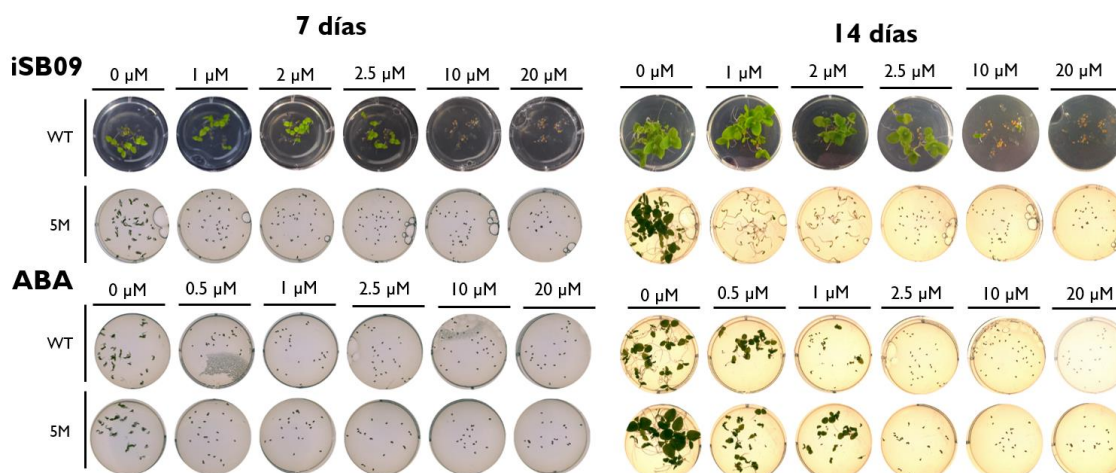 7 días
14 días
iSB09
0 µM 1 µM 2 µM 2.5 µM 10 µM 20 µM
0 µM 1 µM 2 µM 2.5 µM 10 µM 20 µM
WT
5M
ABA
0 µM 0.5 µM 1 µM 2.5 µM 10 µM 20 µM
0 µM 0.5 µM 1 µM 2.5 µM 10 µM 20 µM
WT
5M